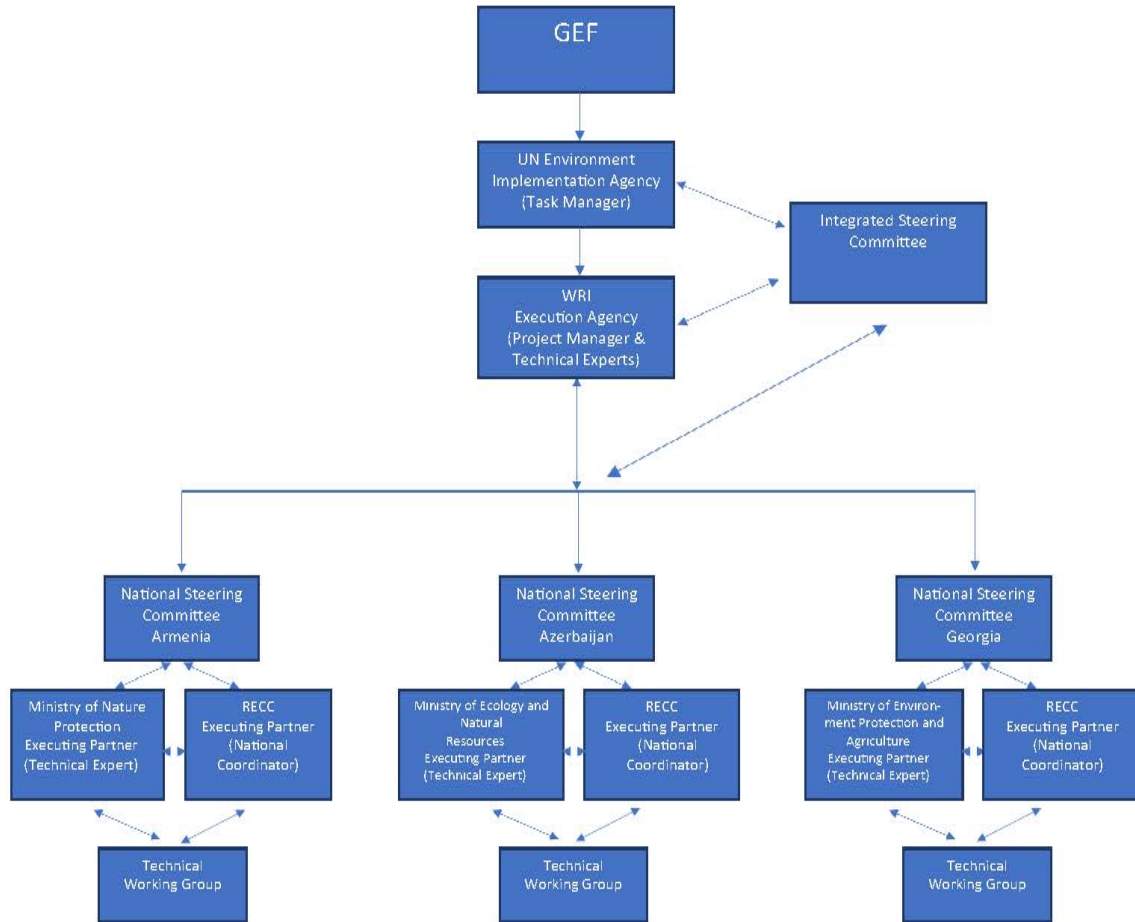 GEF
UN Environment
Implementation Agency
(Task Manager)
Integrated Steering
Committee
WRI
Execution Agency
(Project Manager &
Technical Experts)
National Steering
Committee
Armenia
National Steering
Committee
Azerbaijan
National Steering
Committee
Georgia
Ministry of Nature
Protection
Executing Partner
(Technical Expert)
RECC
Executing Partner
(National
Coordinator)
Ministry of Ecology and
Natural
Resources
Executing Partner
(Technical Expert)
RECC
Executing Partner
(National
Coordinator)
Ministry of Environ-
ment Protection and
Agriculture
Executing Partner
(Technical Expert)
RECC
Executing Partner
(National
Coordinator)
Technical
Working Group
Technical
Working Group
Technical
Working Group